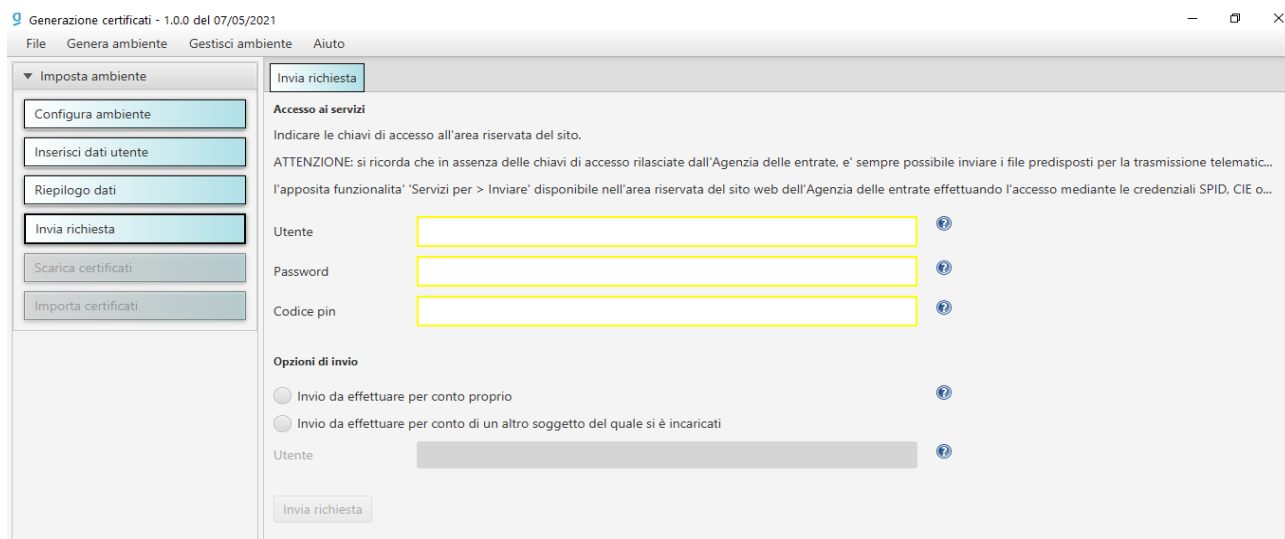 Generazione certificati - 1.0.0 del 07/05/2021
File Genera ambiente Gestisci ambiente Aiuto
Imposta ambiente
Configura ambiente
Inserisci dati utente
Riepilogo dati
Invia richiesta
Scarica certificati
Importa certificati
Invia richiesta
Accesso ai servizi
Indicare le chiavi di accesso all'area riservata del sito.
ATTENZIONE: si ricorda che in assenza delle chiavi di accesso rilasciate dall'Agenzia delle entrate, e' sempre possibile inviare i file predisposti per la trasmissione telematic...
l'apposita funzionalita' 'Servizi per > Inviare' disponibile nell'area riservata del sito web dell'Agenzia delle entrate effettuando l'accesso mediante le credenziali SPID, CIE o...
Utente
Password
Codice pin
Opzioni di invio
Invio da effettuare per conto proprio
Invio da effettuare per conto di un altro soggetto del quale si è incaricati
Utente
Invia richiesta